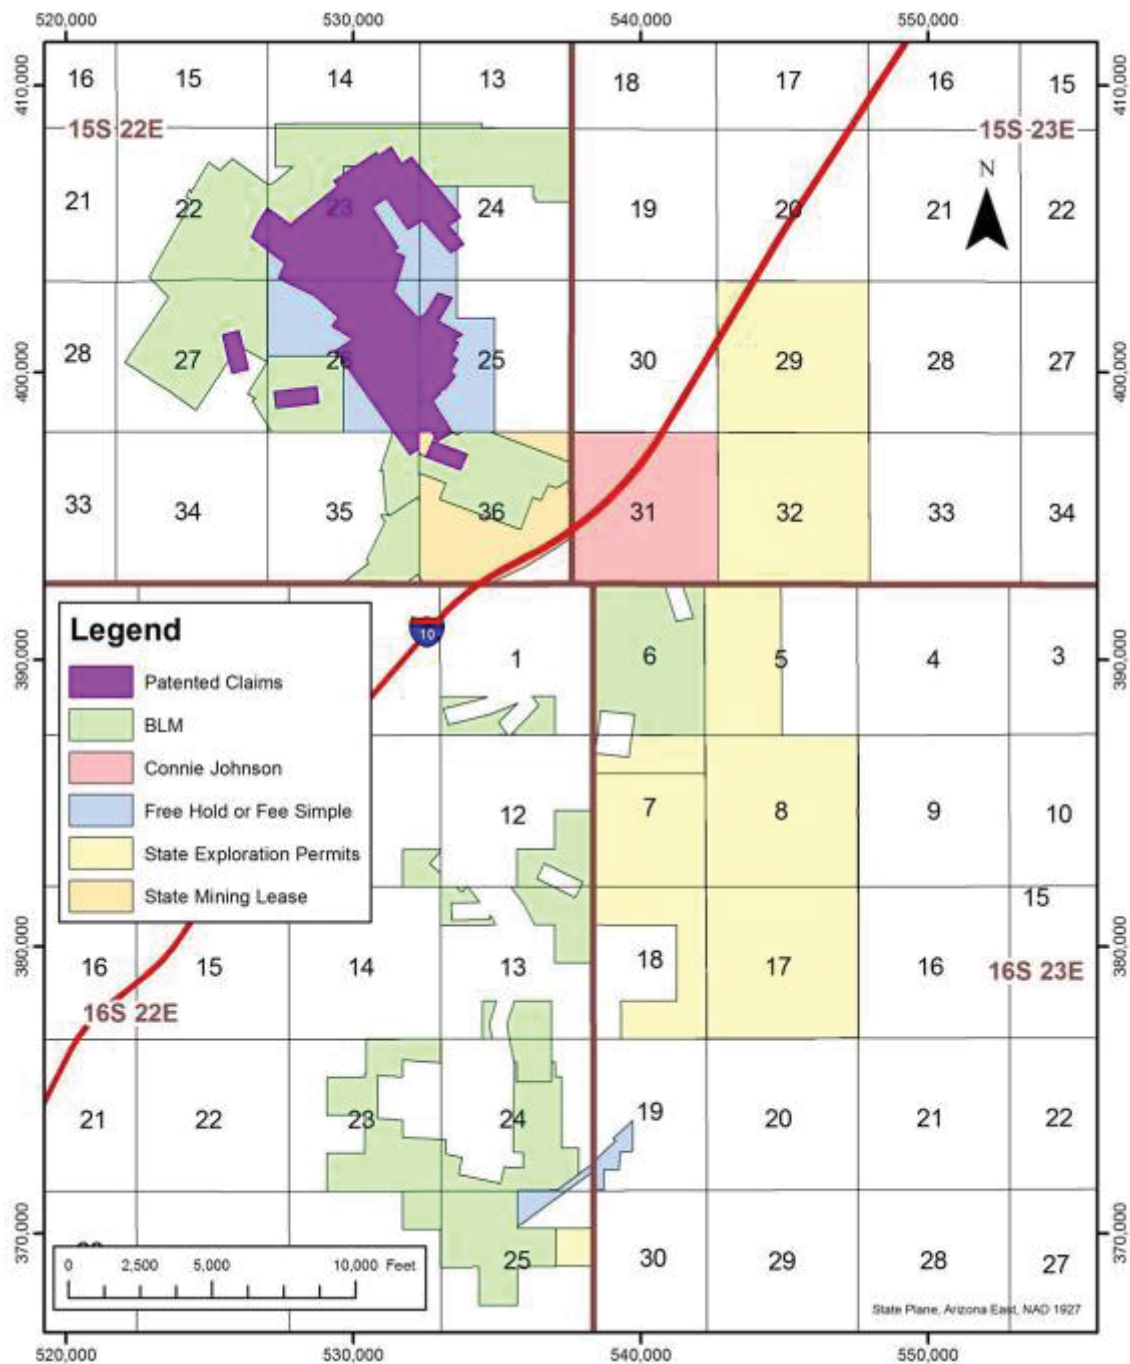 520,000 530,000 540,000 550,000
410,000 410,000
16 15 14 13 18 17 16 15
15S 22E 15S 23E
N
21 22 23 24 19 20 21 22
400,000 400,000
28 27 26 25 30 29 28 27
33 34 35 36 31 32 33 34
Legend
Patented Claims
BLM
Connie Johnson
Free Hold or Fee Simple
State Exploration Permits
State Mining Lease
10
390,000 390,000
1 6 5 4 3
12 7 8 9 10
15
380,000 380,000
16 15 14 13 18 17 16
16S 22E 16S 23E
21 22 23 24 19 20 21 22
370,000 370,000
25 30 29 28 27
0 2,500 5,000 10,000 Feet
State Plane, Arizona East, NAD 1927
520,000 530,000 540,000 550,000